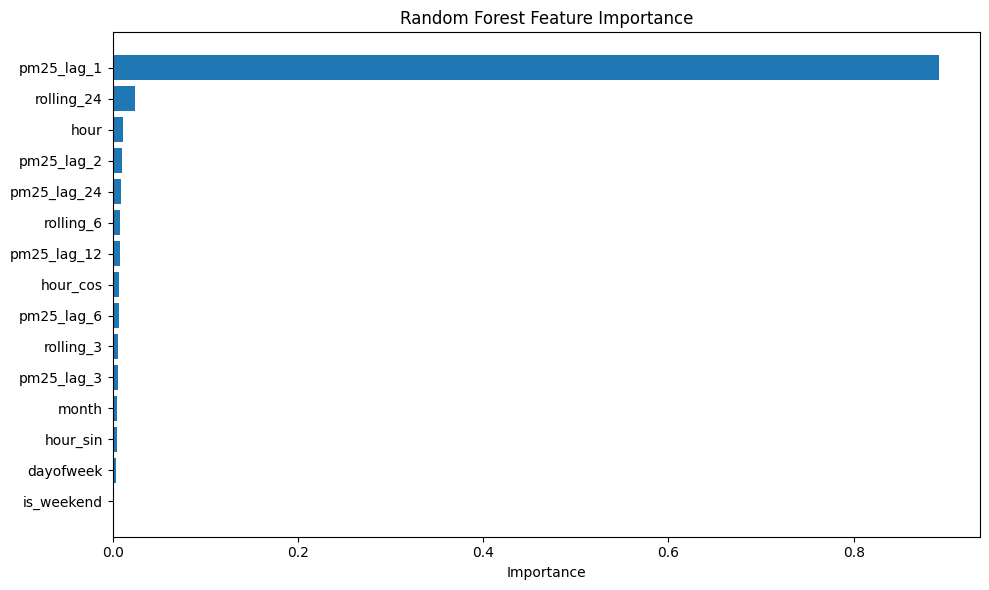 Random Forest Feature Importance
pm25_lag_1
rolling_24
hour
pm25_lag_2
pm25_lag_24
rolling_6
pm25_lag_12
hour_cos
pm25_lag_6
rolling_3
pm25_lag_3
month
hour_sin
dayofweek
is_weekend
0.0 0.2 0.4 0.6 0.8
Importance